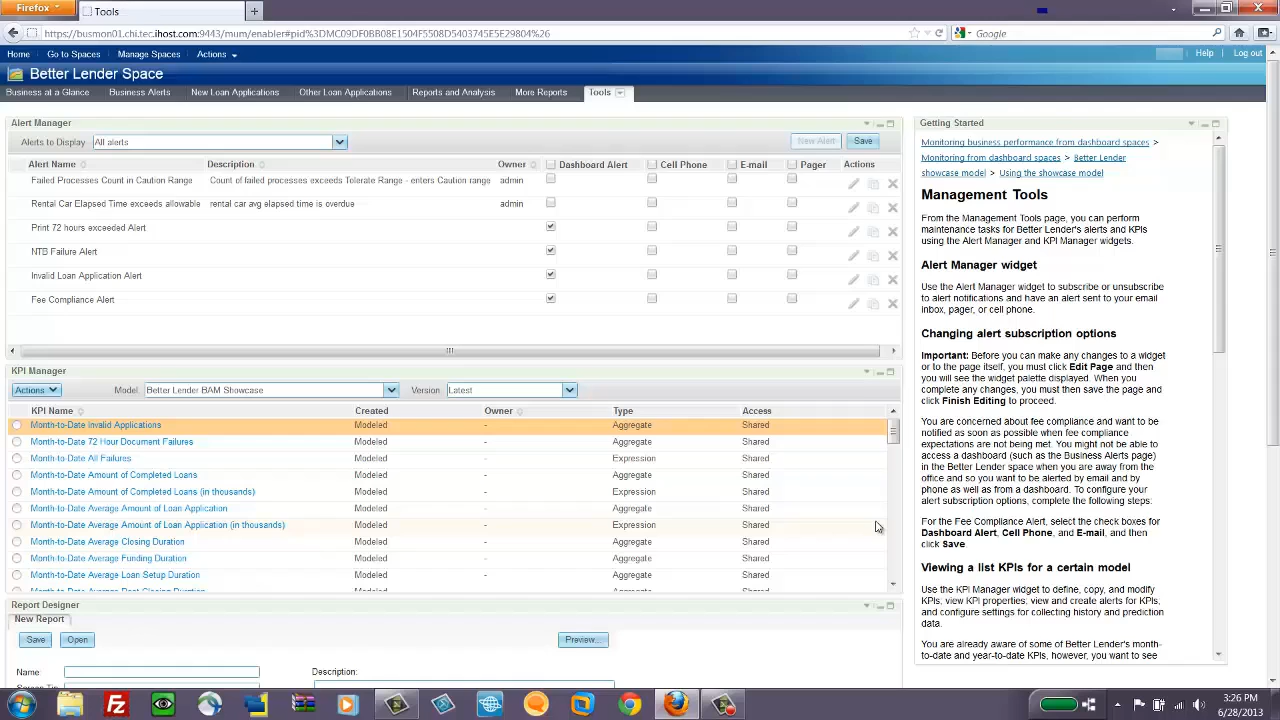 Firefox
Tools
https://busmon01.chi.tec.ihost.com:9443/mum/enabler#pid%3DMC09DF0BB08E1504F5508D5403745E5E29804%26
Google
Home Go to Spaces Manage Spaces Actions
Help Log out
Better Lender Space
Business at a Glance Business Alerts New Loan Applications Other Loan Applications Reports and Analysis More Reports Tools
Alert Manager
Alerts to Display All alerts New Alert Save
Alert Name Description Owner Dashboard Alert Cell Phone E-mail Pager Actions
Failed Processes Count in Caution Range Count of failed processes exceeds Tolerate Range - enters Caution range admin
Rental Car Elapsed Time exceeds allowable rental car avg elapsed time is overdue admin
Print 72 hours exceeded Alert
NTB Failure Alert
Invalid Loan Application Alert
Fee Compliance Alert
KPI Manager
Actions Model: Better Lender BAM Showcase Version Latest
KPI Name Created Owner Type Access
Month-to-Date Invalid Applications Modeled - Aggregate Shared
Month-to-Date 72 Hour Document Failures Modeled - Aggregate Shared
Month-to-Date All Failures Modeled - Expression Shared
Month-to-Date Amount of Completed Loans Modeled - Aggregate Shared
Month-to-Date Amount of Completed Loans (in thousands) Modeled - Expression Shared
Month-to-Date Average Amount of Loan Application Modeled - Aggregate Shared
Month-to-Date Average Amount of Loan Application (in thousands) Modeled - Expression Shared
Month-to-Date Average Closing Duration Modeled - Aggregate Shared
Month-to-Date Average Funding Duration Modeled - Aggregate Shared
Month-to-Date Average Loan Setup Duration Modeled - Aggregate Shared
Month-to-Date Average Post Closing Duration Modeled - Aggregate Shared
Report Designer
New Report
Save Open Preview...
Name Description:
Screen Tip
Getting Started
Monitoring business performance from dashboard spaces >
Monitoring from dashboard spaces > Better Lender
showcase model > Using the showcase model
Management Tools
From the Management Tools page, you can perform
maintenance tasks for Better Lender's alerts and KPIs
using the Alert Manager and KPI Manager widgets.
Alert Manager widget
Use the Alert Manager widget to subscribe or unsubscribe
to alert notifications and have an alert sent to your email
inbox, pager, or cell phone.
Changing alert subscription options
Important: Before you can make any changes to a widget
or to the page itself, you must click Edit Page and then
you will see the widget palette displayed. When you
complete any changes, you must then save the page and
click Finish Editing to proceed.
You are concerned about fee compliance and want to be
notified as soon as possible when fee compliance
expectations are not being met. You might not be able to
access a dashboard (such as the Business Alerts page)
in the Better Lender space when you are away from the
office and so you want to be alerted by email and by
phone as well as from a dashboard. To configure your
alert subscription options, complete the following steps:
For the Fee Compliance Alert, select the check boxes for
Dashboard Alert, Cell Phone, and E-mail, and then
click Save
Viewing a list KPIs for a certain model
Use the KPI Manager widget to define, copy, and modify
KPIs, view KPI properties; view and create alerts for KPIs,
and configure settings for collecting history and prediction
data.
You are already aware of some of Better Lender's month-
to-date and year-to-date KPIs, however, you want to see
3:26 PM
6/28/2013